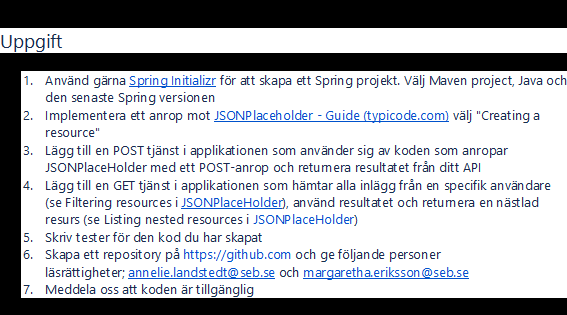 Uppgift
1. Använd gärna Spring Initializr för att skapa ett Spring projekt. Välj Maven project, Java och
den senaste Spring versionen
2. Implementera ett anrop mot JSONPlaceholder - Guide (typicode.com) välj "Creating a
resource"
3. Lägg till en POST tjänst i applikationen som använder sig av koden som anropar
JSONPlaceHolder med ett POST-anrop och returnera resultatet från ditt API
4. Lägg till en GET tjänst i applikationen som hämtar alla inlägg från en specifik användare
(se Filtering resources i JSONPlaceHolder), använd resultatet och returnera en nästlad
resurs (se Listing nested resources i JSONPlaceHolder)
5. Skriv tester för den kod du har skapat
6. Skapa ett repository på https://github.com och ge följande personer
läsrättigheter; annelie.landstedt@seb.se och margaretha.eriksson@seb.se
7. Meddela oss att koden är tillgänglig